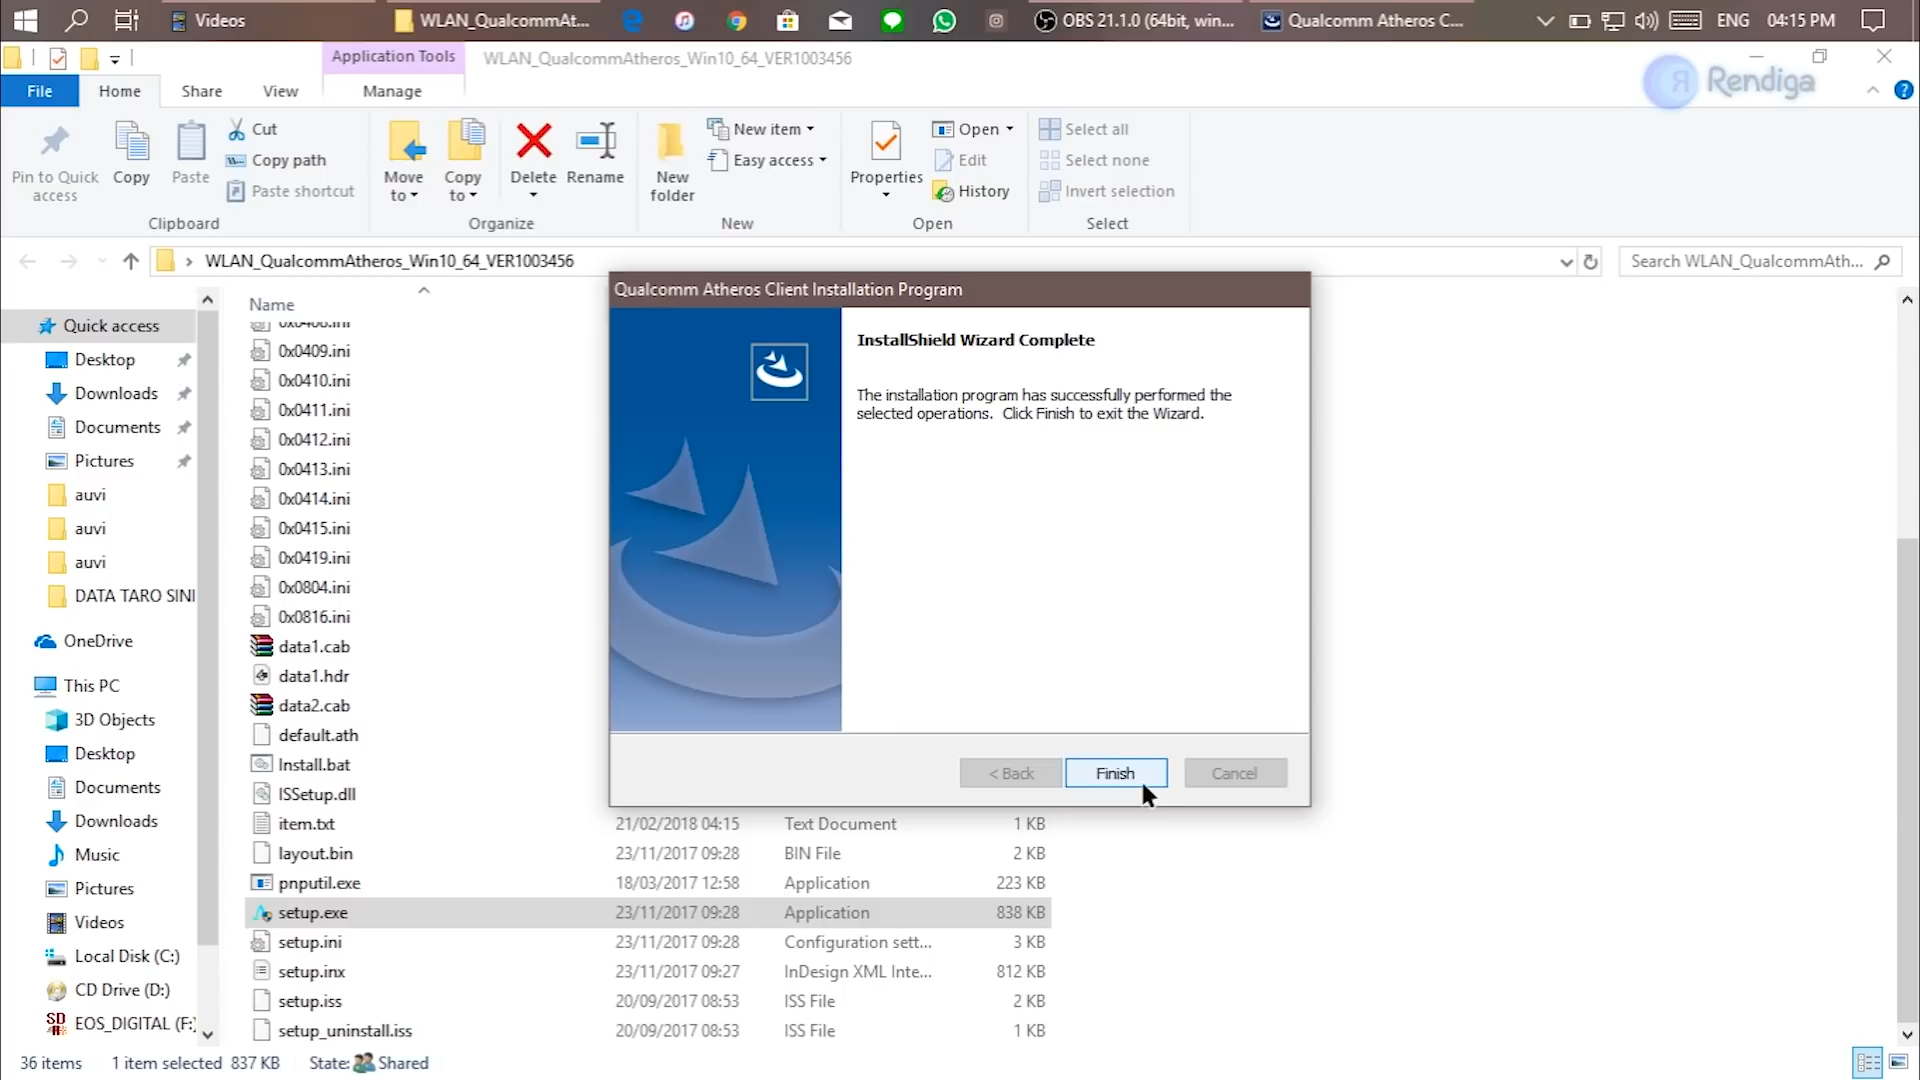 Videos
WLAN_QualcommAt...
OBS 21.1.0 (64bit, win...
Qualcomm Atheros C...
ENG
04:15 PM
Application Tools
WLAN_QualcommAtheros_Win10_64_VER1003456
Rendiga
File
Home
Share
View
Manage
Pin to Quick access
Copy
Paste
Cut
Copy path
Paste shortcut
Clipboard
Move to
Copy to
Delete
Rename
Organize
New folder
New item
Easy access
New
Properties
Open
Edit
History
Open
Select all
Select none
Invert selection
Select
WLAN_QualcommAtheros_Win10_64_VER1003456
Search WLAN_QualcommAth...
Quick access
Desktop
Downloads
Documents
Pictures
auvi
auvi
auvi
DATA TARO SINI
OneDrive
This PC
3D Objects
Desktop
Documents
Downloads
Music
Pictures
Videos
Local Disk (C:)
CD Drive (D:)
EOS_DIGITAL (F:)
Name
0x0409.ini
0x0410.ini
0x0411.ini
0x0412.ini
0x0413.ini
0x0414.ini
0x0415.ini
0x0419.ini
0x0804.ini
0x0816.ini
data1.cab
data1.hdr
data2.cab
default.ath
Install.bat
ISSetup.dll
item.txt 21/02/2018 04:15 Text Document 1 KB
layout.bin 23/11/2017 09:28 BIN File 2 KB
pnputil.exe 18/03/2017 12:58 Application 223 KB
setup.exe 23/11/2017 09:28 Application 838 KB
setup.ini 23/11/2017 09:28 Configuration sett... 3 KB
setup.inx 23/11/2017 09:27 InDesign XML Inte... 812 KB
setup.iss 20/09/2017 08:53 ISS File 2 KB
setup_uninstall.iss 20/09/2017 08:53 ISS File 1 KB
Qualcomm Atheros Client Installation Program
InstallShield Wizard Complete
The installation program has successfully performed the
selected operations. Click Finish to exit the Wizard.
< Back
Finish
Cancel
36 items
1 item selected 837 KB
State: Shared